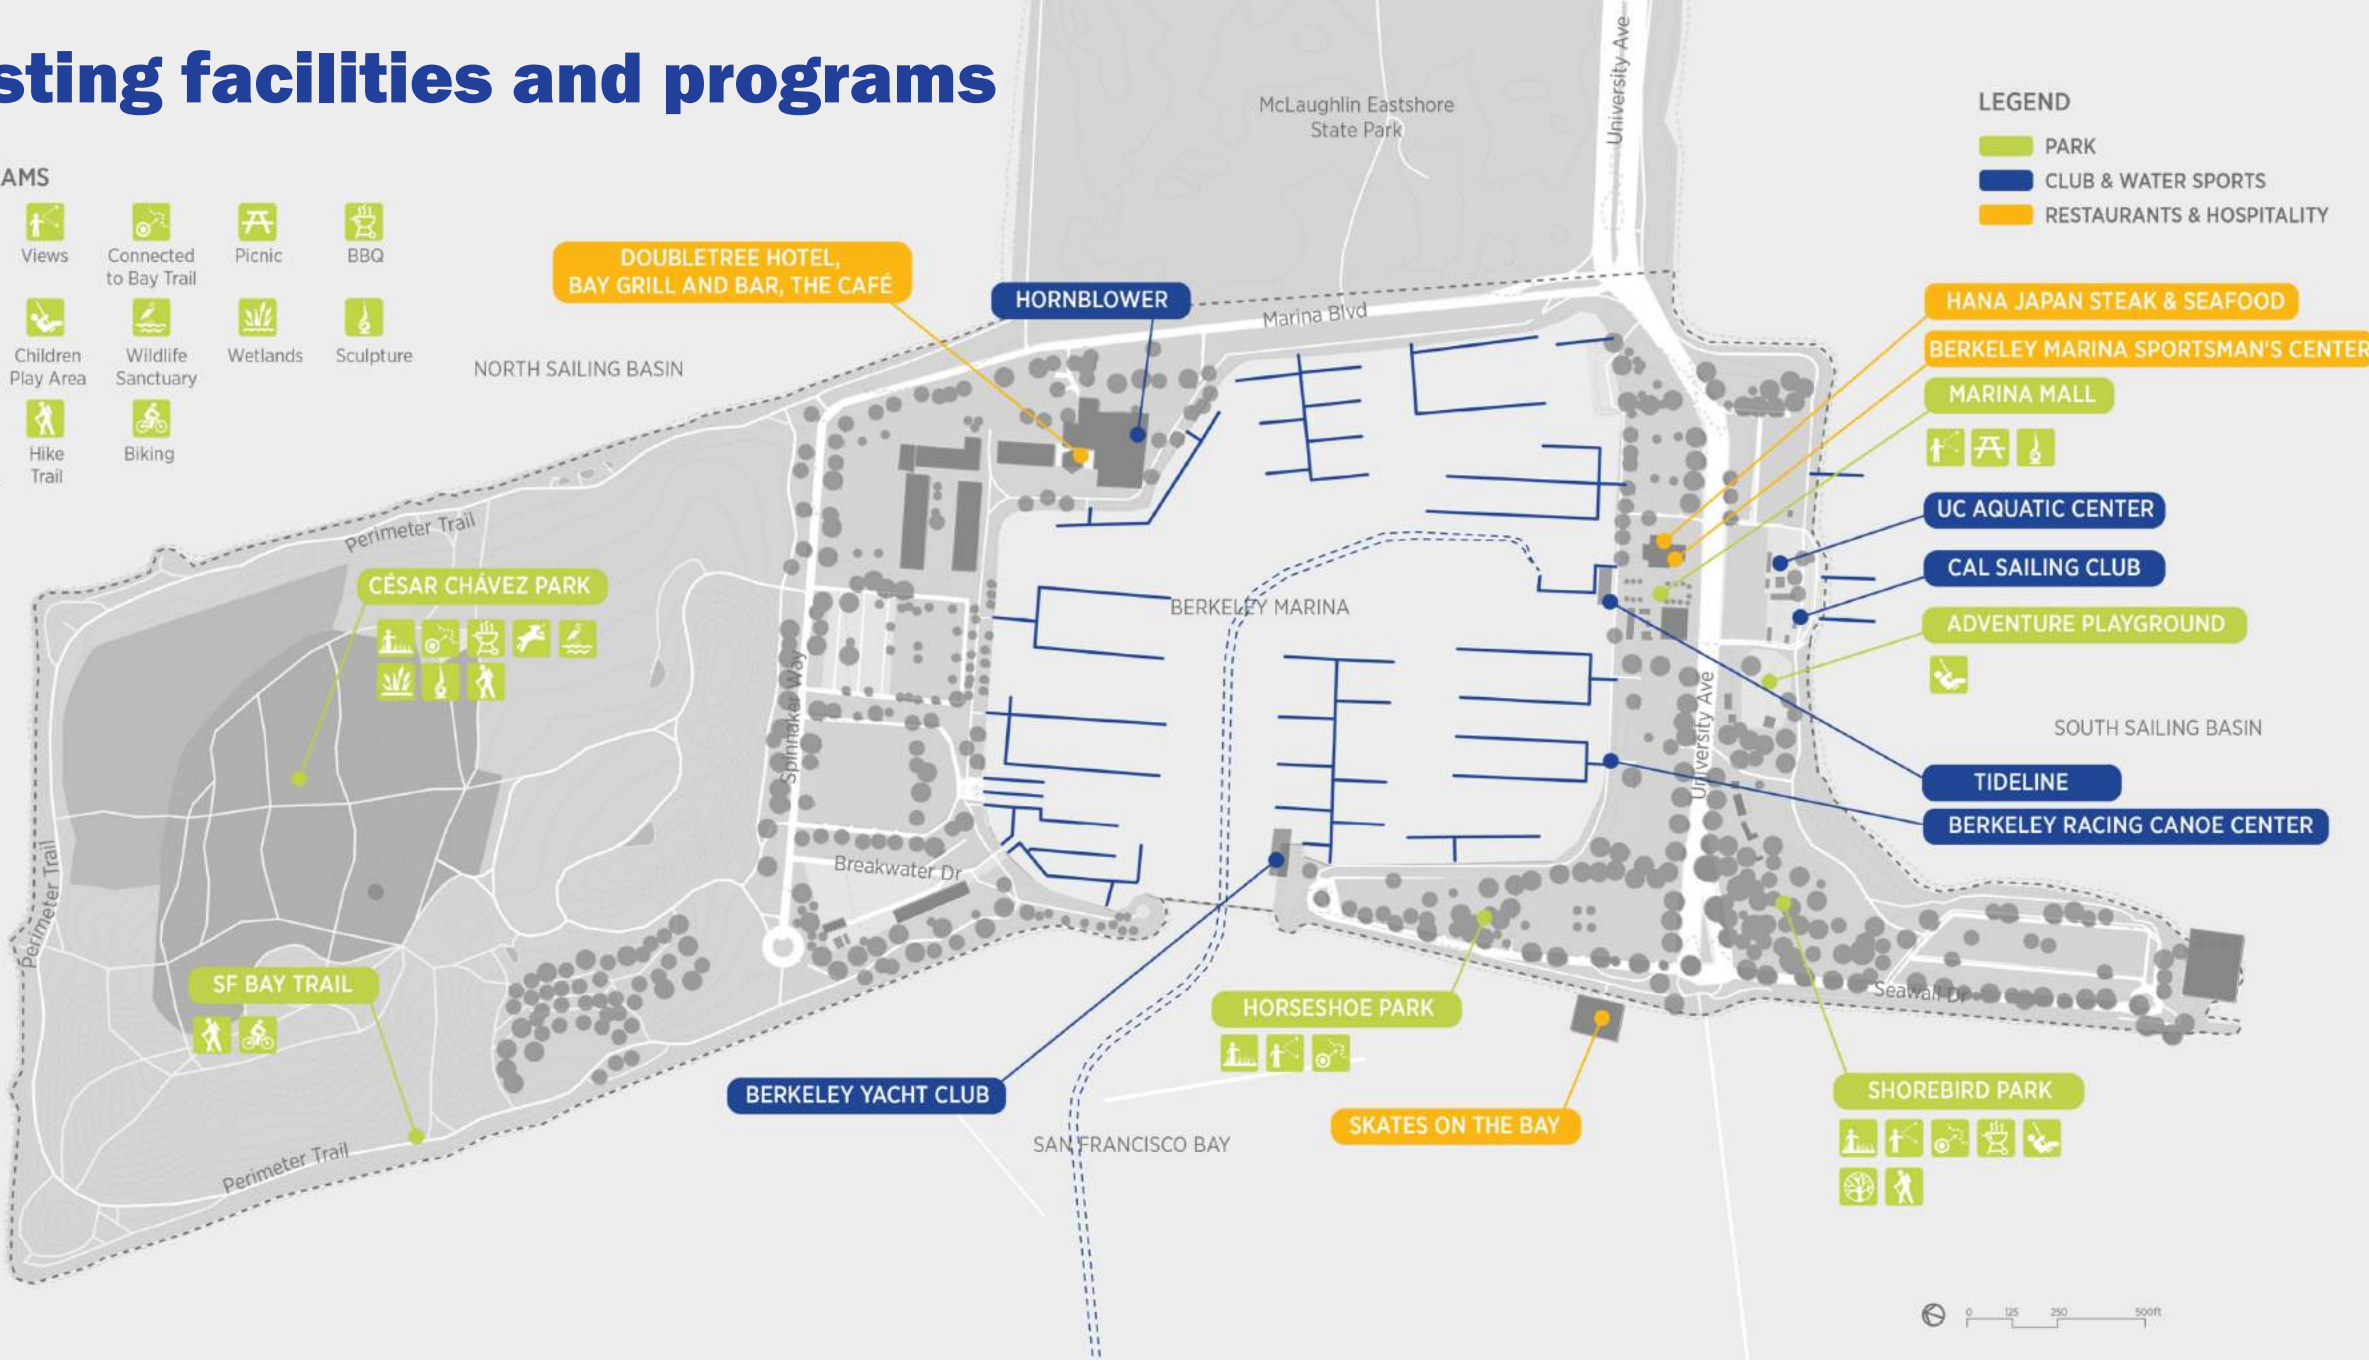 sting facilities and programs
AMS
Views
Connected
to Bay Trail
Picnic
BBQ
Children
Play Area
Wildlife
Sanctuary
Wetlands
Sculpture
Hike
Trail
Biking
McLaughlin Eastshore
State Park
University Ave
LEGEND
PARK
CLUB & WATER SPORTS
RESTAURANTS & HOSPITALITY
DOUBLETREE HOTEL,
BAY GRILL AND BAR, THE CAFÉ
HORNBLOWER
Marina Blvd
NORTH SAILING BASIN
HANA JAPAN STEAK & SEAFOOD
BERKELEY MARINA SPORTSMAN'S CENTER
MARINA MALL
UC AQUATIC CENTER
CAL SAILING CLUB
ADVENTURE PLAYGROUND
SOUTH SAILING BASIN
TIDELINE
BERKELEY RACING CANOE CENTER
Perimeter Trail
CÉSAR CHÁVEZ PARK
BERKELEY MARINA
Spinnaker Way
University Ave
Breakwater Dr
Perimeter Trail
SF BAY TRAIL
Seawall Dr
HORSESHOE PARK
BERKELEY YACHT CLUB
SKATES ON THE BAY
SHOREBIRD PARK
SAN FRANCISCO BAY
Perimeter Trail
0 125 250 500ft